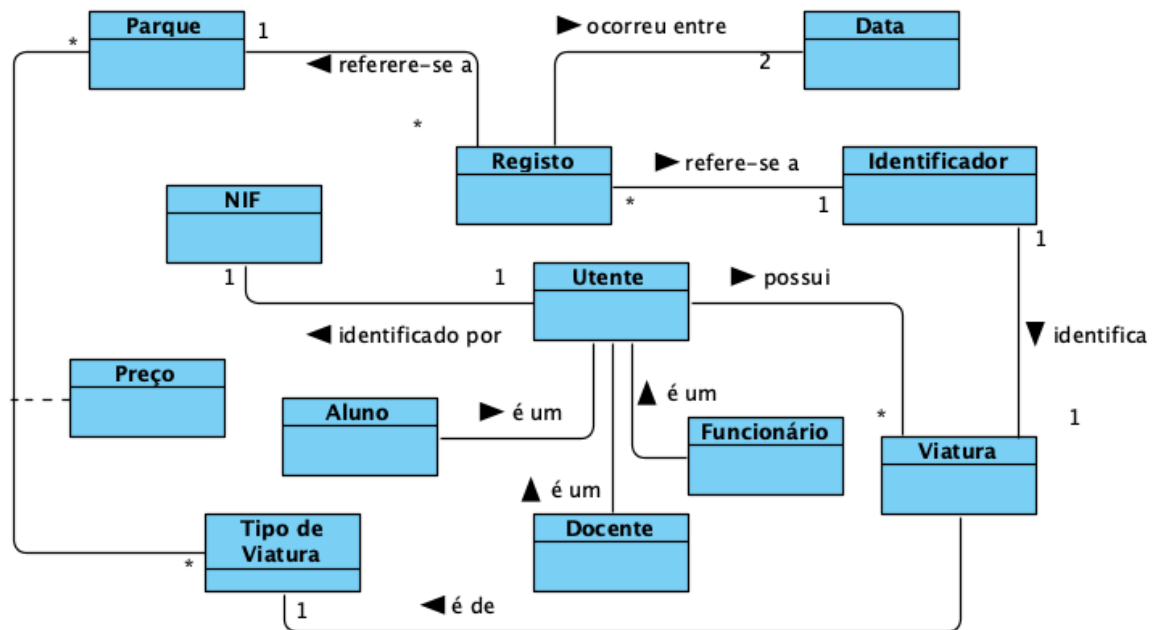 Parque
1
*
ocorreu entre
Data
referere-se a
2
*
Registo
refere-se a
Identificador
NIF
*
1
1
1
1
Utente
possui
identificado por
identifica
Preço
é um
Aluno
é um
*
1
Funcionário
Viatura
é um
Tipo de
Viatura
Docente
*
1
é de